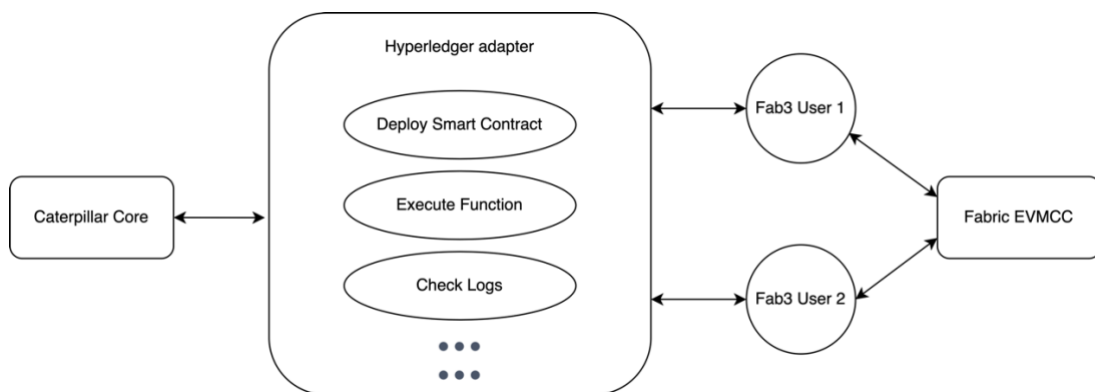 Hyperledger adapter
Deploy Smart Contract
Execute Function
Check Logs
Caterpillar Core
Fab3 User 1
Fab3 User 2
Fabric EVMCC